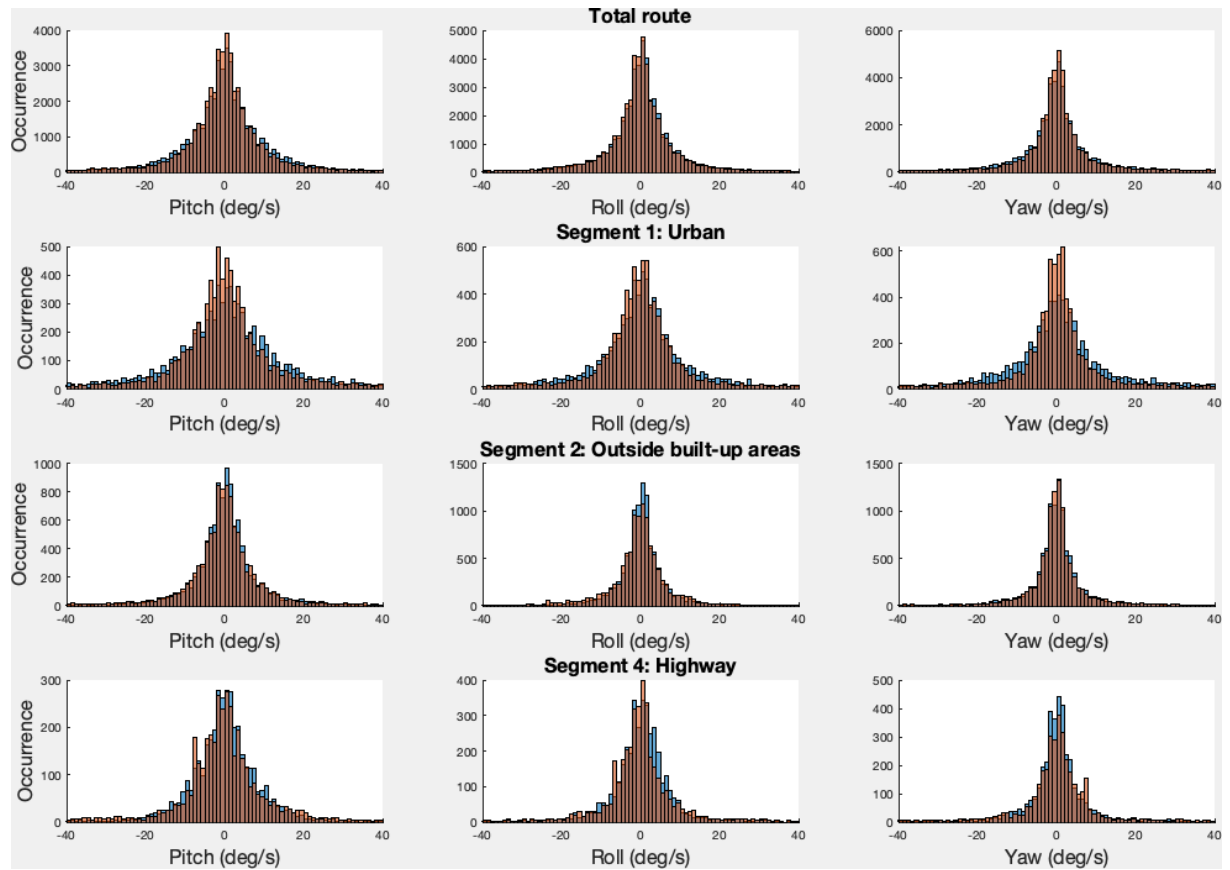 Total route
Occurrence
4000
3000
2000
1000
0
-40 -20 0 20 40
Pitch (deg/s)
5000
4000
3000
2000
1000
0
-40 -20 0 20 40
Roll (deg/s)
6000
4000
2000
0
-40 -20 0 20 40
Yaw (deg/s)
Segment 1: Urban
Occurrence
500
400
300
200
100
0
-40 -20 0 20 40
Pitch (deg/s)
600
400
200
0
-40 -20 0 20 40
Roll (deg/s)
600
400
200
0
-40 -20 0 20 40
Yaw (deg/s)
Segment 2: Outside built-up areas
Occurrence
1000
800
600
400
200
0
-40 -20 0 20 40
Pitch (deg/s)
1500
1000
500
0
-40 -20 0 20 40
Roll (deg/s)
1500
1000
500
0
-40 -20 0 20 40
Yaw (deg/s)
Segment 4: Highway
Occurrence
300
200
100
0
-40 -20 0 20 40
Pitch (deg/s)
400
300
200
100
0
-40 -20 0 20 40
Roll (deg/s)
500
400
300
200
100
0
-40 -20 0 20 40
Yaw (deg/s)